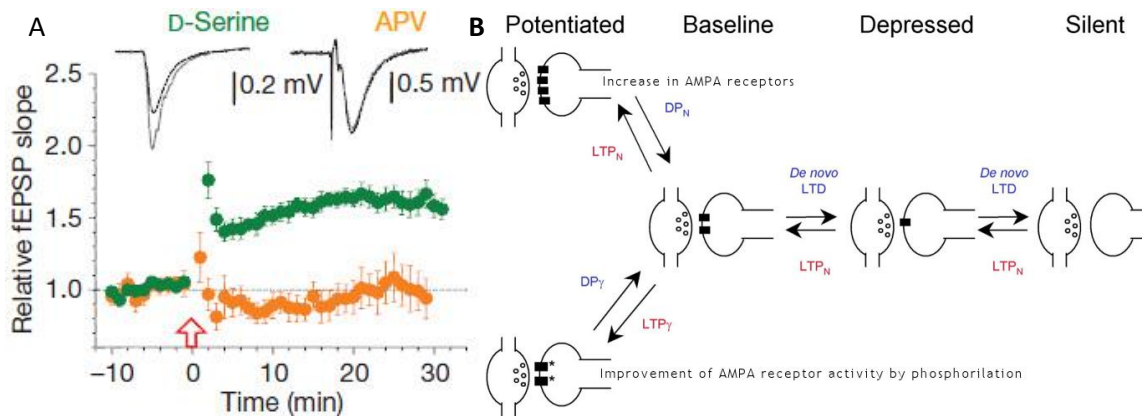 A
D-Serine
APV
0.2 mV
0.5 mV
2.5
2.0
1.5
1.0
Relative fEPSP slope
−10
0
10
20
30
Time (min)
B
Potentiated
Baseline
Depressed
Silent
Increase in AMPA receptors
DPN
LTPN
De novo
LTD
LTPN
De novo
LTD
LTPN
DPγ
LTPγ
* 
*
Improvement of AMPA receptor activity by phosphorilation